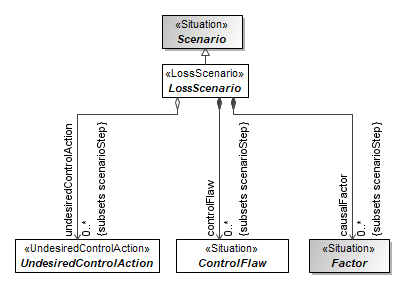 «Situation»
Scenario
«LossScenario»
LossScenario
undesiredControlAction
0..*
{subsets scenarioStep}
controlFlaw
0..*
{subsets scenarioStep}
causalFactor
0..*
{subsets scenarioStep}
«UndesiredControlAction»
UndesiredControlAction
«Situation»
ControlFlaw
«Situation»
Factor